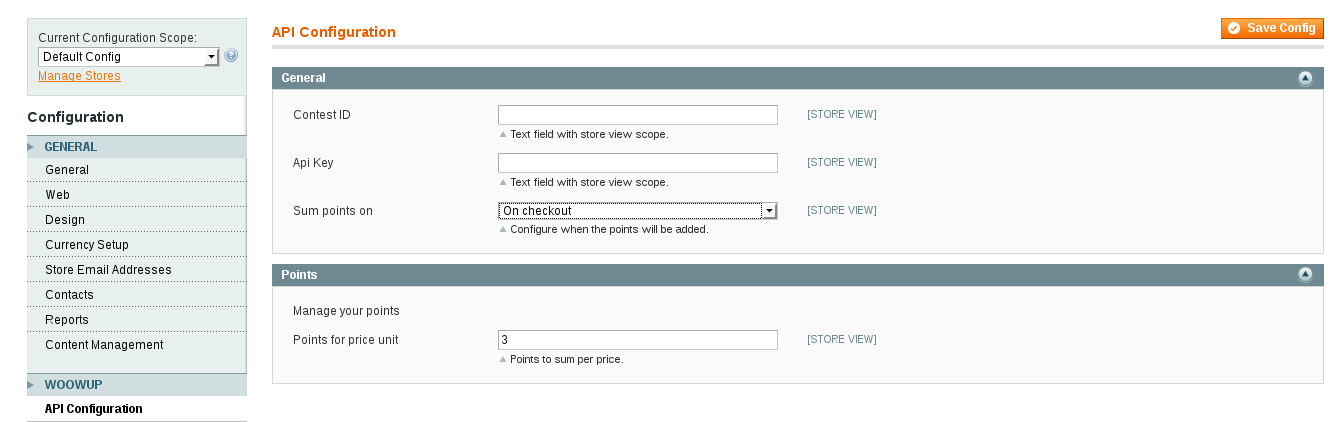 Current Configuration Scope:
Default Config
Manage Stores
Configuration
GENERAL
General
Web
Design
Currency Setup
Store Email Addresses
Contacts
Reports
Content Management
WOOWUP
API Configuration
API Configuration
Save Config
General
Contest ID
[STORE VIEW]
Text field with store view scope.
Api Key
[STORE VIEW]
Text field with store view scope.
Sum points on
On checkout
[STORE VIEW]
Configure when the points will be added.
Points
Manage your points
Points for price unit
3
[STORE VIEW]
Points to sum per price.